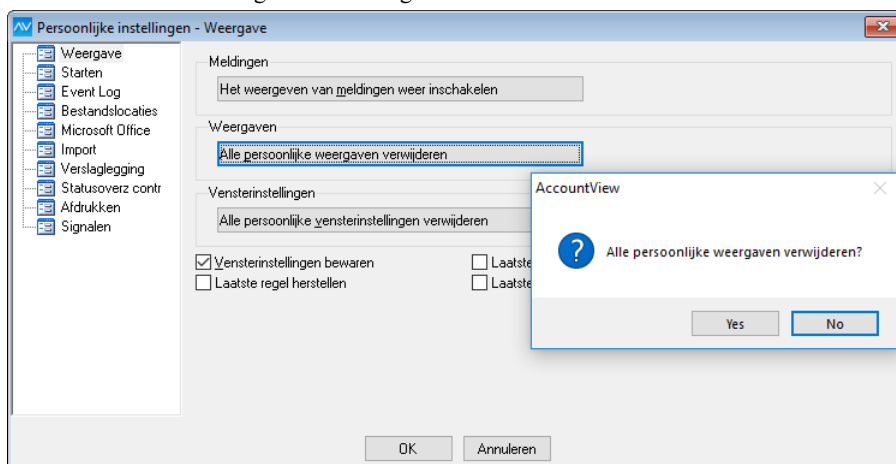 Persoonlijke instellingen - Weergave
Weergave
Starten
Event Log
Bestandslocaties
Microsoft Office
Import
Verslaglegging
Statusoverz contr
Afdrukken
Signalen
Meldingen
Het weergeven van meldingen weer inschakelen
Weergaven
Alle persoonlijke weergaven verwijderen
Vensterinstellingen
Alle persoonlijke vensterinstellingen verwijderen
Vensterinstellingen bewaren
Laatste
Laatste regel herstellen
Laatste
AccountView
Alle persoonlijke weergaven verwijderen?
Yes
No
OK
Annuleren